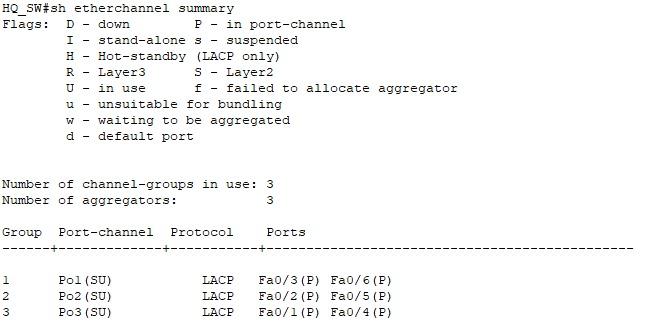 HQ_SW#sh etherchannel summary
Flags:  D - down        P - in port-channel
        I - stand-alone s - suspended
        H - Hot-standby (LACP only)
        R - Layer3      S - Layer2
        U - in use      f - failed to allocate aggregator
        u - unsuitable for bundling
        w - waiting to be aggregated
        d - default port
Number of channel-groups in use: 3
Number of aggregators:           3
Group  Port-channel  Protocol    Ports
------+-------------+-----------+----------------------------------------------
1      Po1(SU)           LACP   Fa0/3(P) Fa0/6(P)
2      Po2(SU)           LACP   Fa0/2(P) Fa0/5(P)
3      Po3(SU)           LACP   Fa0/1(P) Fa0/4(P)